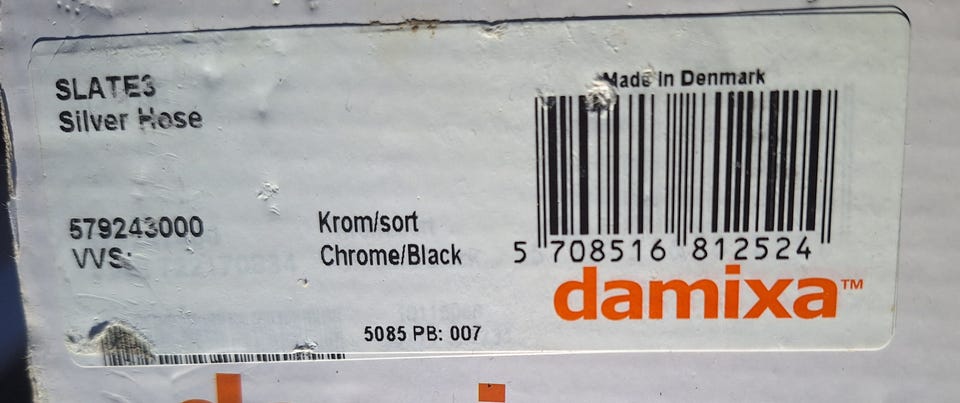 SLATE3
Silver Hose
579243000
VVS:
Krom/sort
Chrome/Black
5085 PB: 007
Made In Denmark
5 708516 812524
damixa™